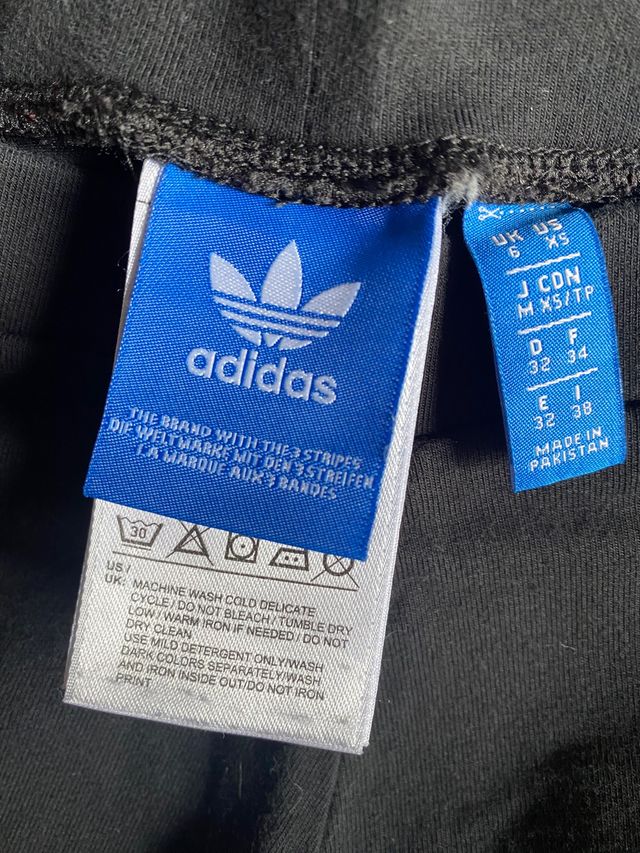 adidas
THE BRAND WITH THE 3 STRIPES
DIE WELTMARKE MIT DEN 3 STREIFEN
LA MARQUE AUX 3 BANDES
30
US /
UK: MACHINE WASH COLD DELICATE
CYCLE / DO NOT BLEACH / TUMBLE DRY
LOW / WARM IRON IF NEEDED / DO NOT
DRY CLEAN
USE MILD DETERGENT ONLY/WASH
DARK COLORS SEPARATELY/WASH
AND IRON INSIDE OUT/DO NOT IRON
PRINT
UK US
6 XS
J CDN
M XS/TP
D F
32 34
E I
32 38
MADE IN
PAKISTAN